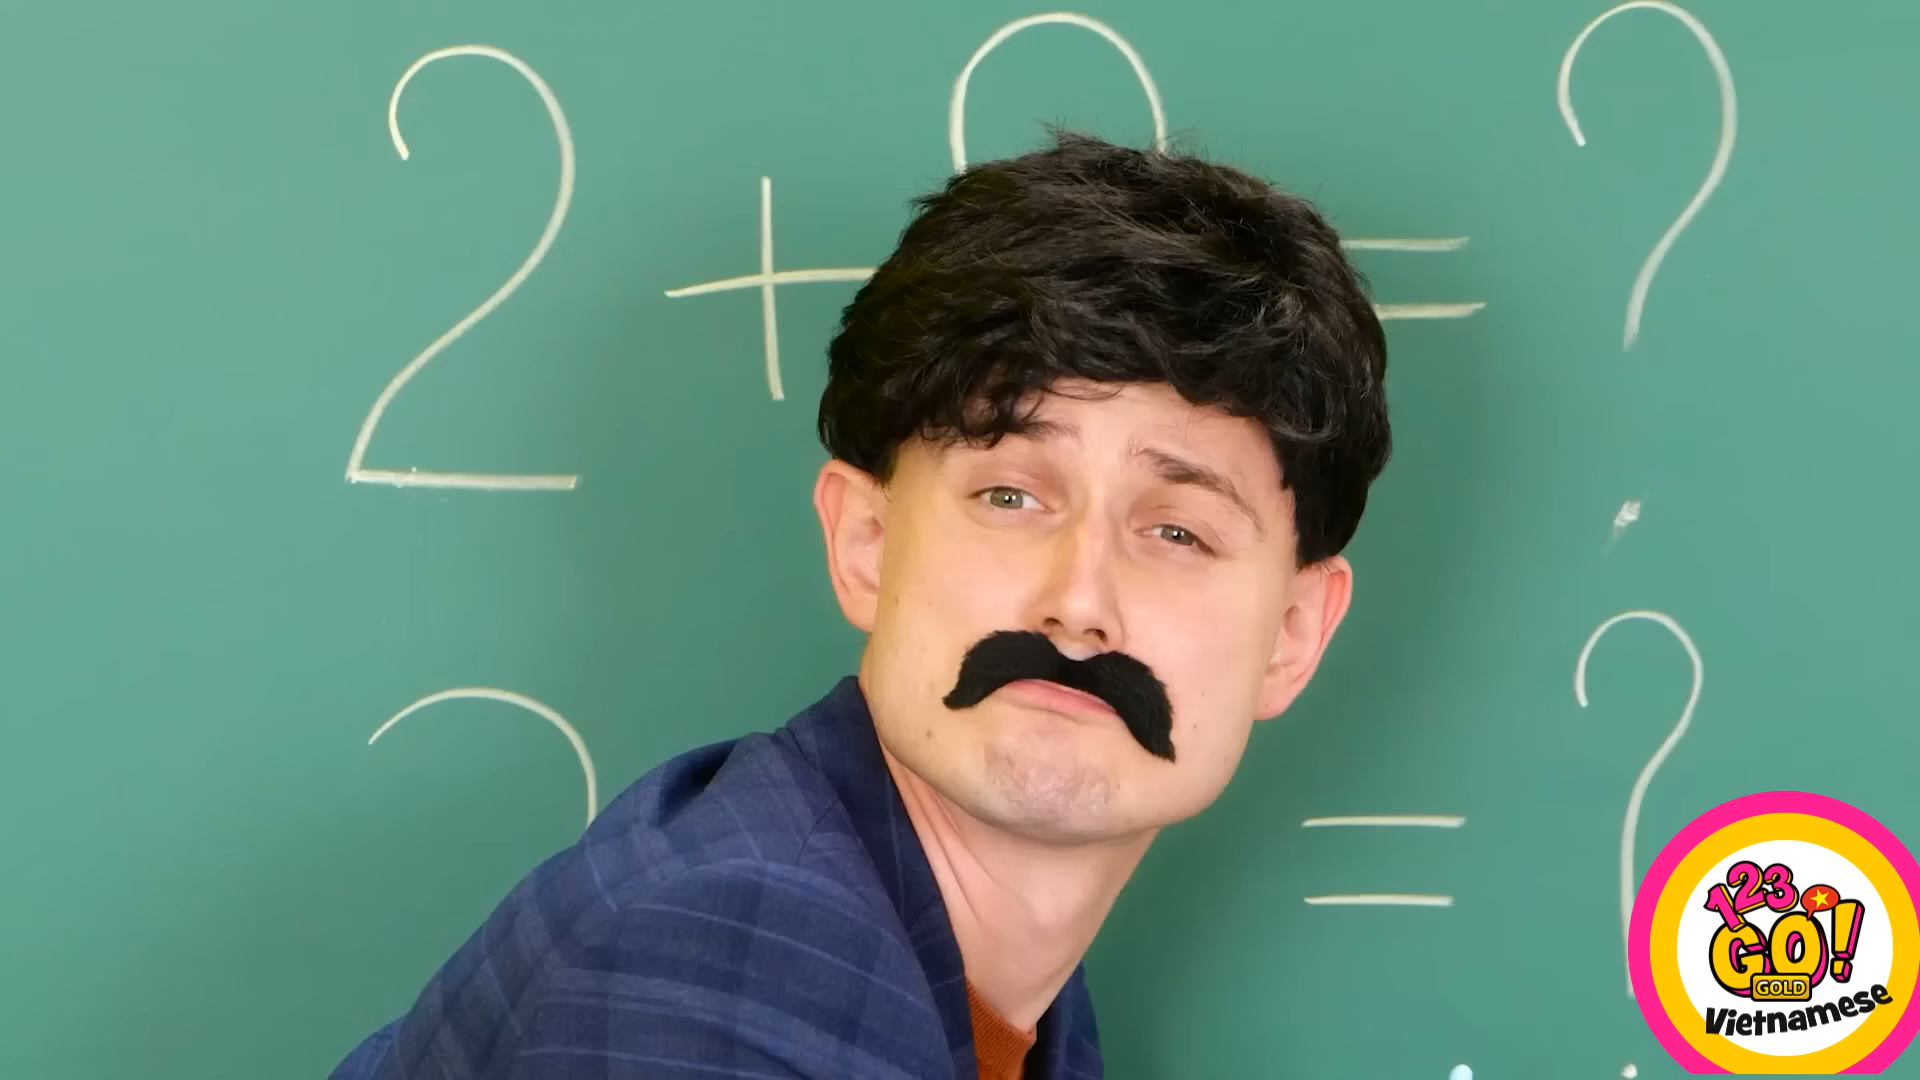 2 + = ?
= ?
123
GO!
GOLD
Vietnamese